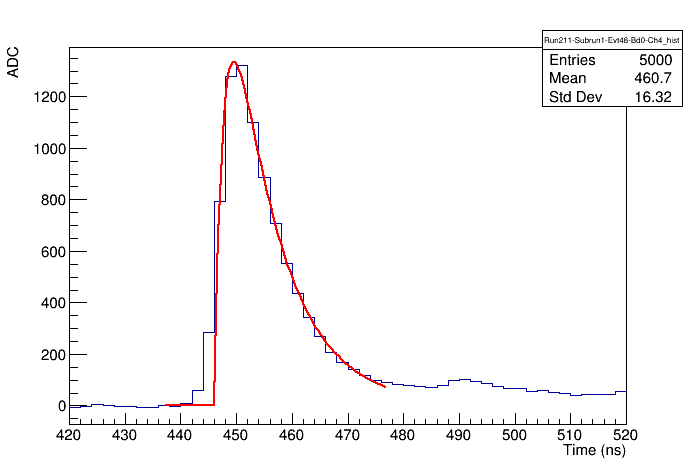 Run211-Subrun1-Evt46-Bd0-Ch4_hist
Entries 5000
Mean 460.7
Std Dev 16.32
ADC
1200
1000
800
600
400
200
0
420 430 440 450 460 470 480 490 500 510 520
Time (ns)